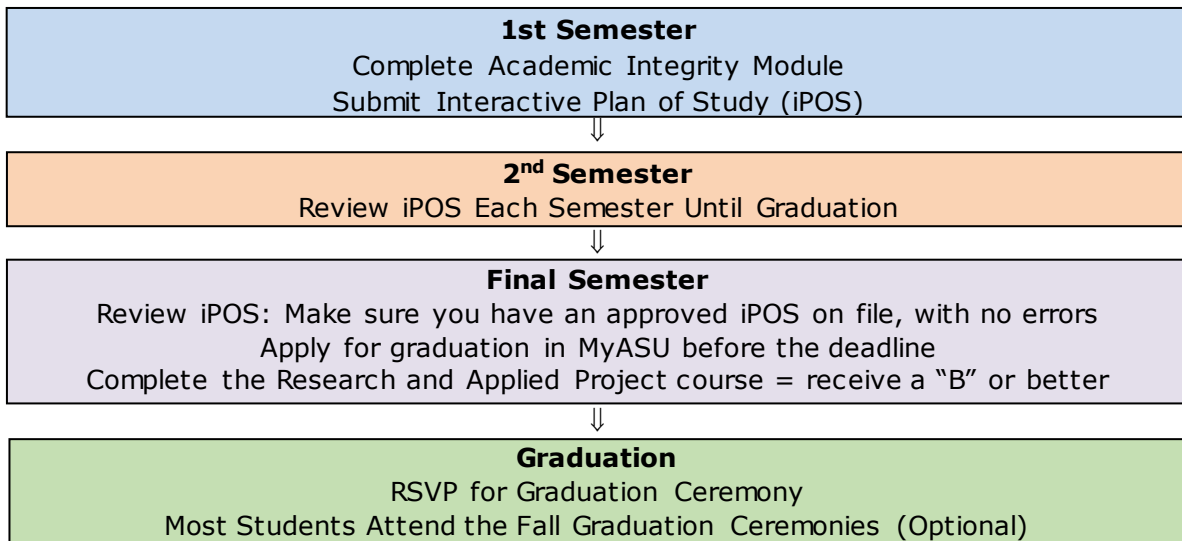 1st Semester
Complete Academic Integrity Module
Submit Interactive Plan of Study (iPOS)
⇓
2nd Semester
Review iPOS Each Semester Until Graduation
⇓
Final Semester
Review iPOS: Make sure you have an approved iPOS on file, with no errors
Apply for graduation in MyASU before the deadline
Complete the Research and Applied Project course = receive a “B” or better
⇓
Graduation
RSVP for Graduation Ceremony
Most Students Attend the Fall Graduation Ceremonies (Optional)